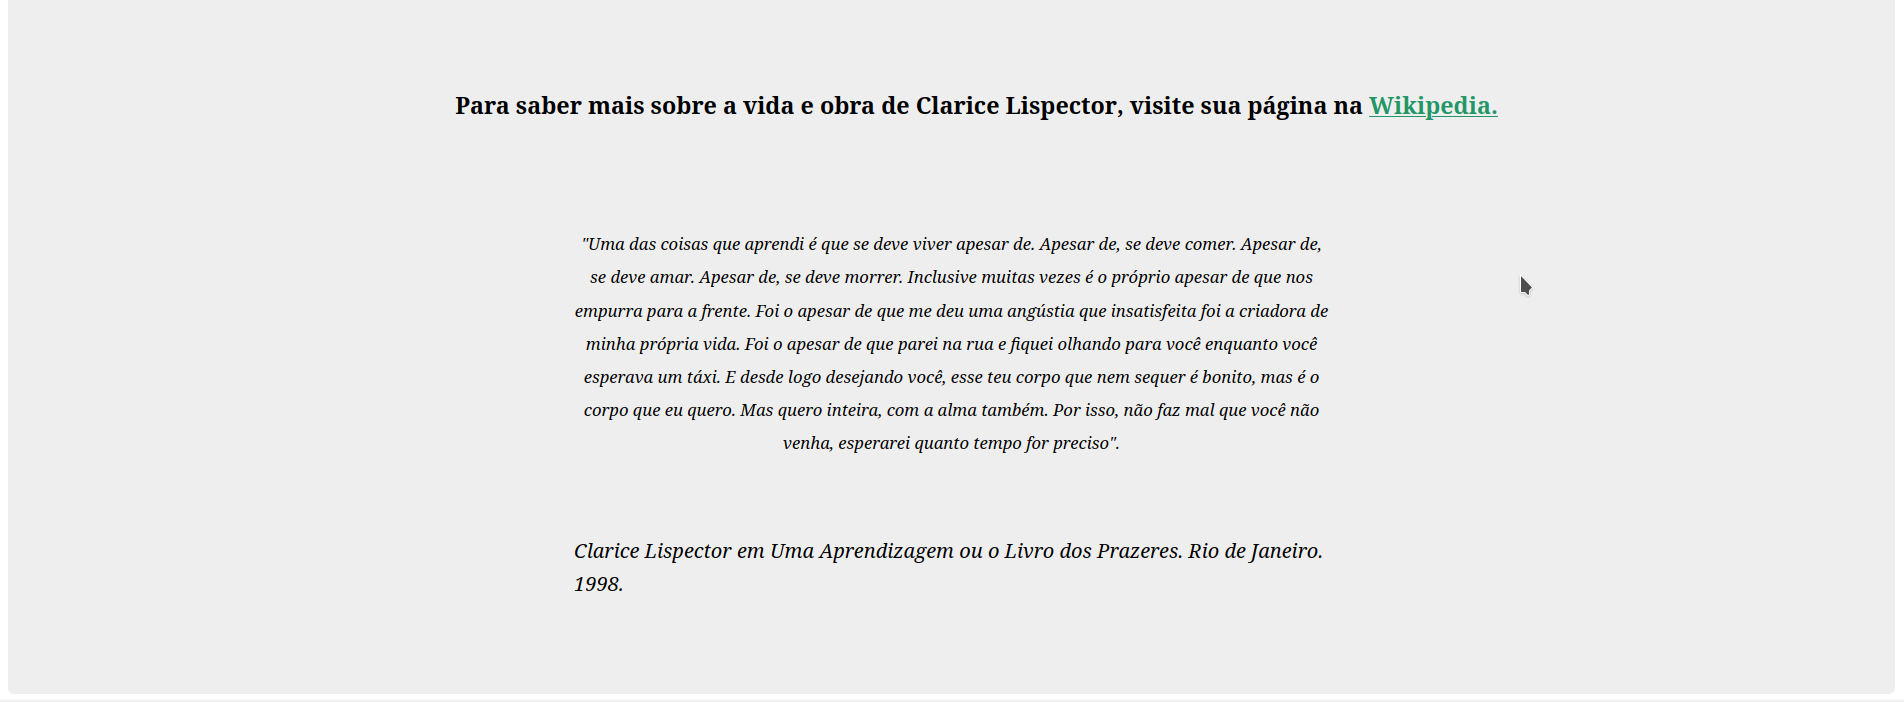 Para saber mais sobre a vida e obra de Clarice Lispector, visite sua página na Wikipedia.
"Uma das coisas que aprendi é que se deve viver apesar de. Apesar de, se deve comer. Apesar de,
se deve amar. Apesar de, se deve morrer. Inclusive muitas vezes é o próprio apesar de que nos
empurra para a frente. Foi o apesar de que me deu uma angústia que insatisfeita foi a criadora de
minha própria vida. Foi o apesar de que parei na rua e fiquei olhando para você enquanto você
esperava um táxi. E desde logo desejando você, esse teu corpo que nem sequer é bonito, mas é o
corpo que eu quero. Mas quero inteira, com a alma também. Por isso, não faz mal que você não
venha, esperarei quanto tempo for preciso".
Clarice Lispector em Uma Aprendizagem ou o Livro dos Prazeres. Rio de Janeiro.
1998.